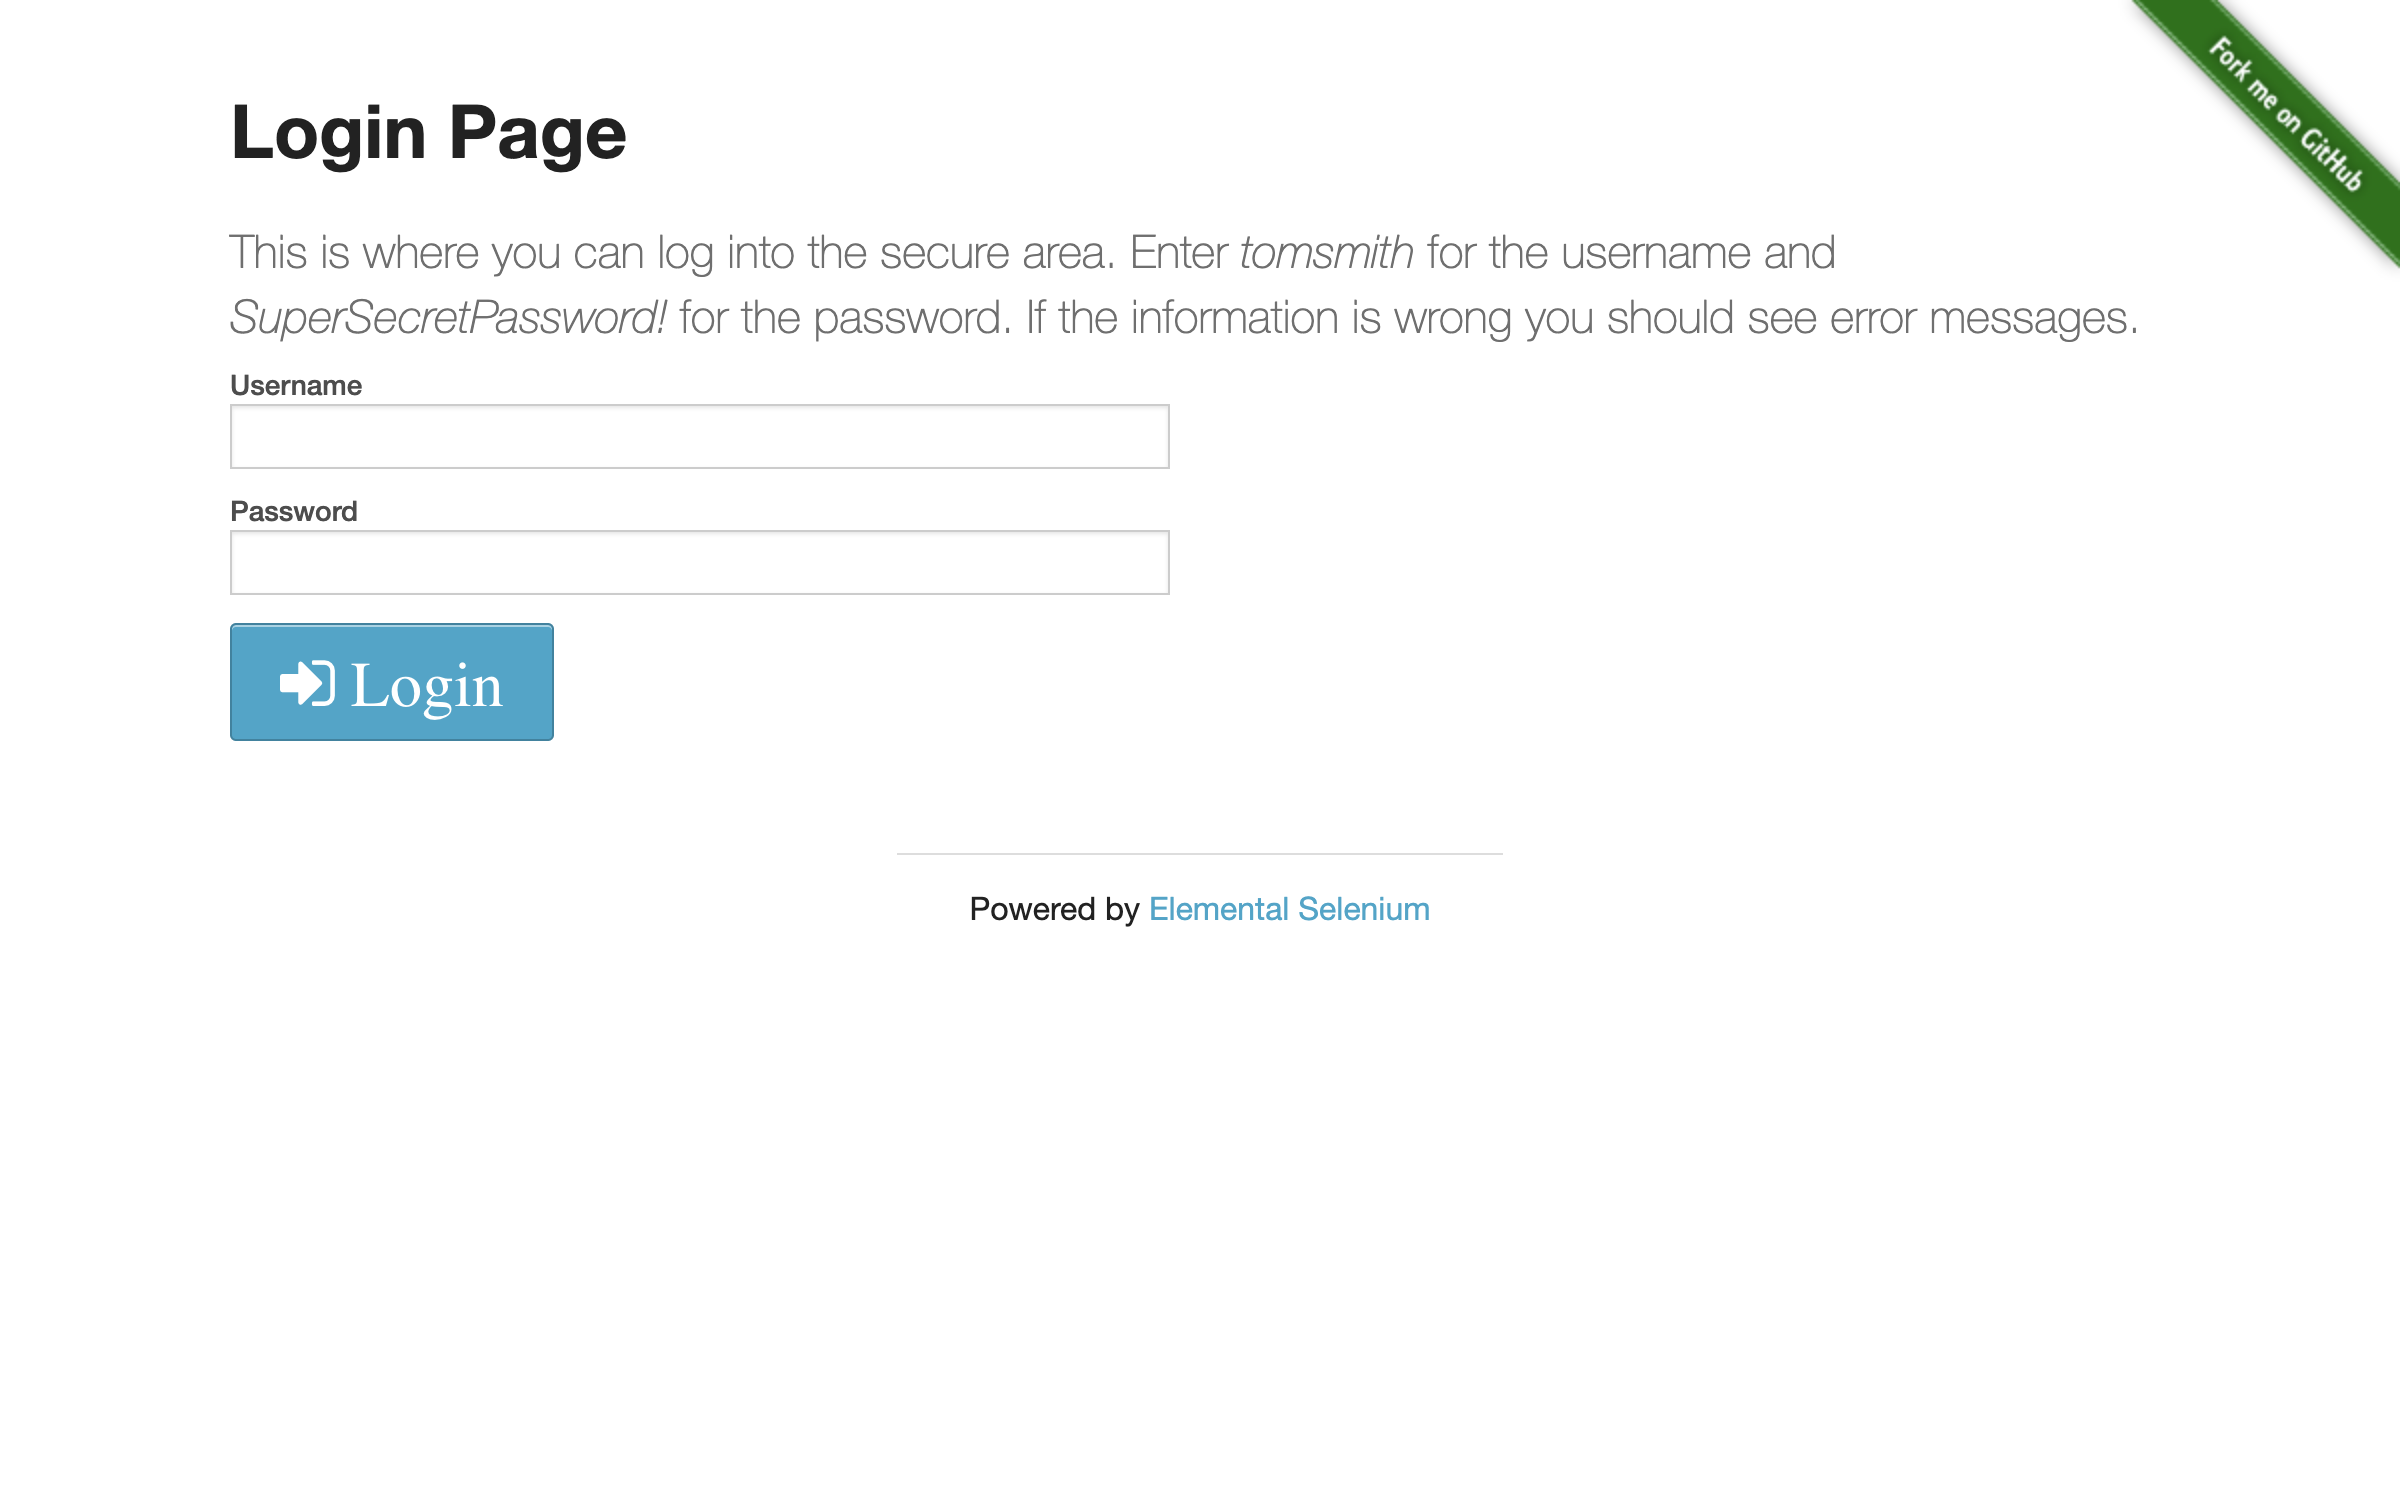 Fork me on GitHub
Login Page
This is where you can log into the secure area. Enter tomsmith for the username and
SuperSecretPassword! for the password. If the information is wrong you should see error messages.
Username
Password
Login
Powered by Elemental Selenium